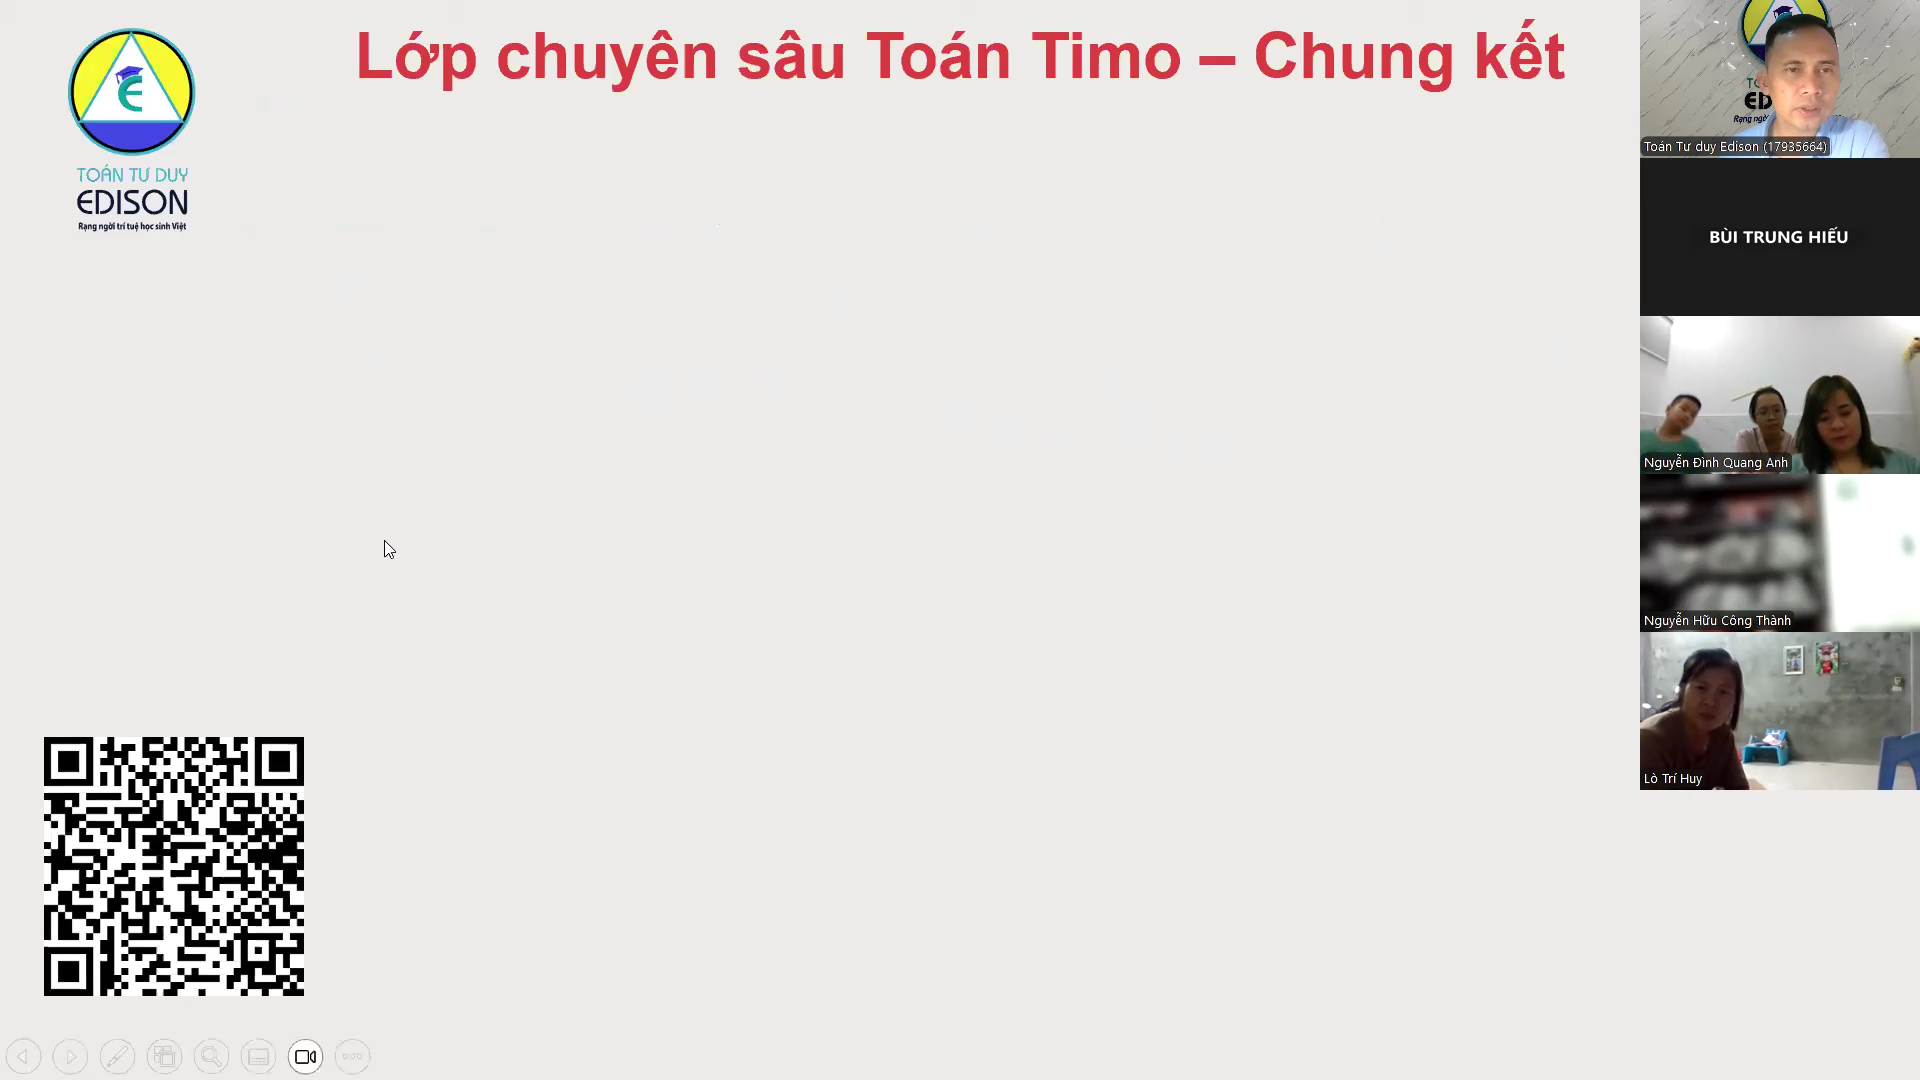 Lớp chuyên sâu Toán Timo – Chung kết
TOÁN TƯ DUY
EDISON
Rạng ngời trí tuệ học sinh Việt
Toán Tư duy Edison (17935664)
BÙI TRUNG HIẾU
Nguyễn Đình Quang Anh
Nguyễn Hữu Công Thành
Lò Trí Huy